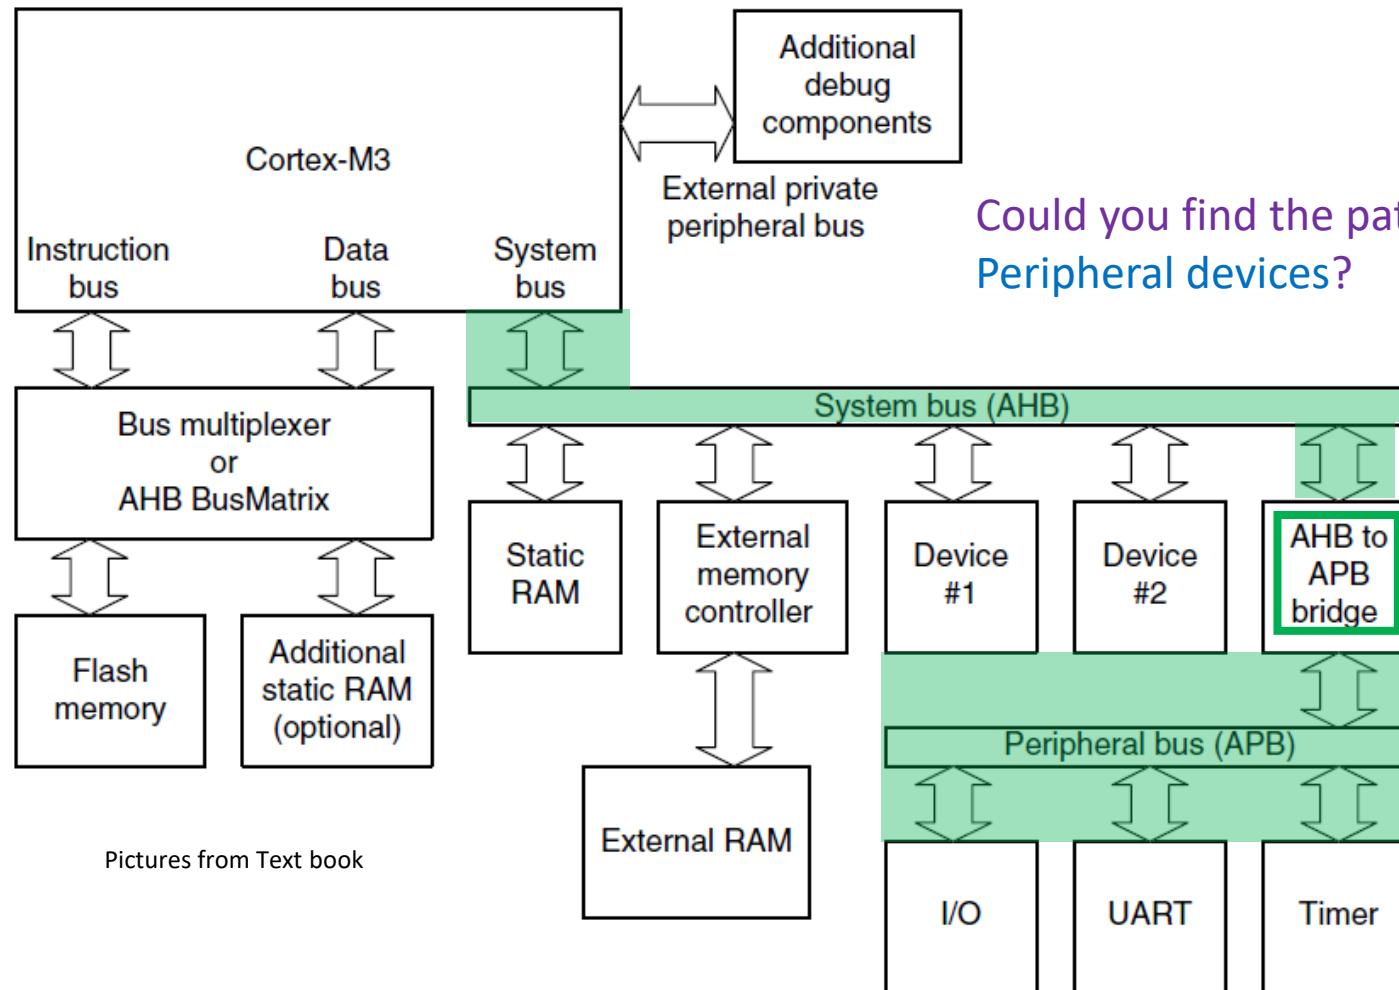 Additional
debug
components
Cortex-M3
External private
peripheral bus
Could you find the pat
Peripheral devices?
Instruction
bus
Data
bus
System
bus
System bus (AHB)
Bus multiplexer
or
AHB BusMatrix
Static
RAM
External
memory
controller
Device
#1
Device
#2
AHB to
APB
bridge
Flash
memory
Additional
static RAM
(optional)
Peripheral bus (APB)
External RAM
Pictures from Text book
I/O
UART
Timer